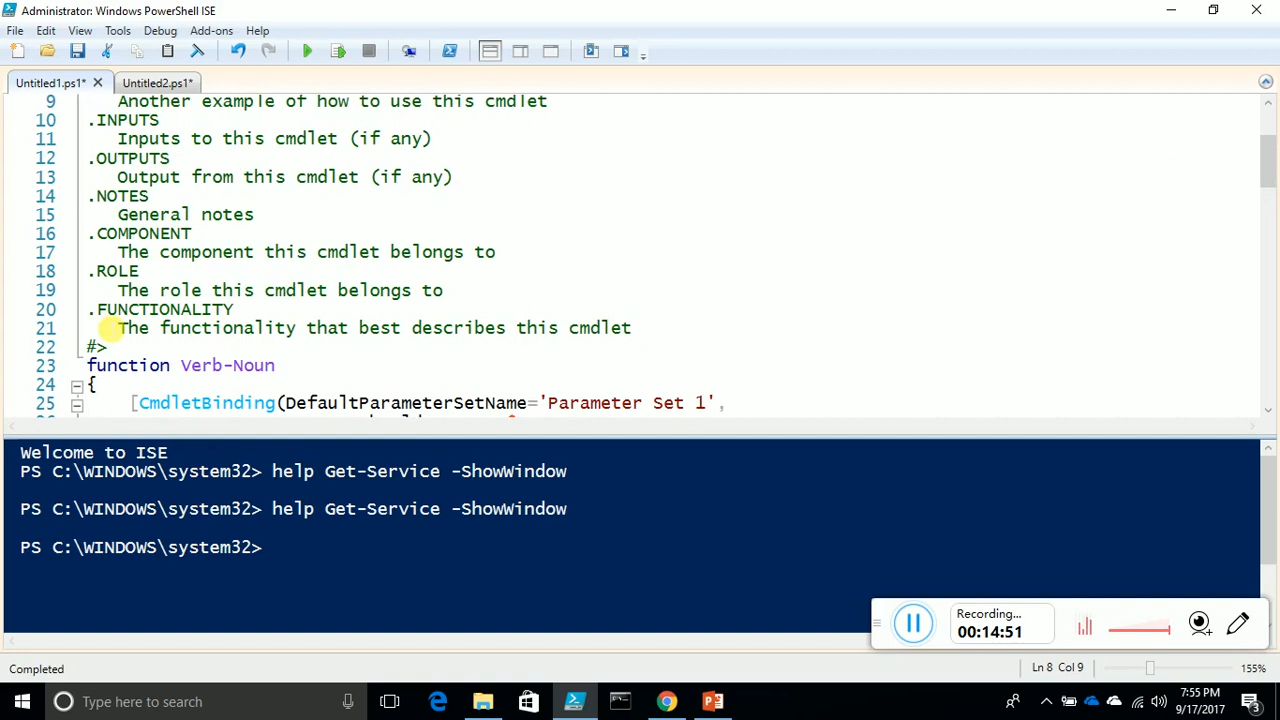 Administrator: Windows PowerShell ISE
File Edit View Tools Debug Add-ons Help
Untitled1.ps1* Untitled2.ps1*
9 Another example of how to use this cmdlet
10 .INPUTS
11 Inputs to this cmdlet (if any)
12 .OUTPUTS
13 Output from this cmdlet (if any)
14 .NOTES
15 General notes
16 .COMPONENT
17 The component this cmdlet belongs to
18 .ROLE
19 The role this cmdlet belongs to
20 .FUNCTIONALITY
21 The functionality that best describes this cmdlet
22 #>
23 function Verb-Noun
24 {
25 [CmdletBinding(DefaultParameterSetName='Parameter Set 1',
Welcome to ISE
PS C:\WINDOWS\system32> help Get-Service -ShowWindow
PS C:\WINDOWS\system32> help Get-Service -ShowWindow
PS C:\WINDOWS\system32>
Recording...
00:14:51
Completed Ln 8 Col 9 155%
Type here to search
7:55 PM
9/17/2017
3